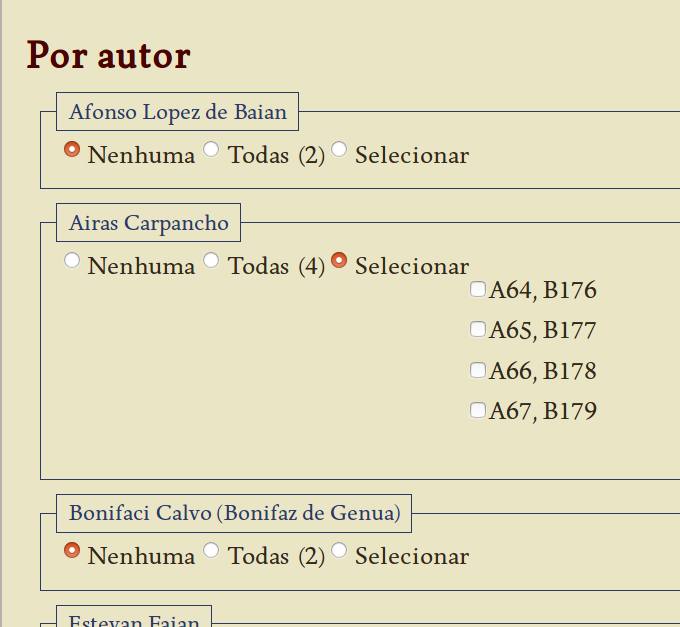 Por autor
Afonso Lopez de Baian
Nenhuma Todas (2) Selecionar
Airas Carpancho
Nenhuma Todas (4) Selecionar
A64, B176
A65, B177
A66, B178
A67, B179
Bonifaci Calvo (Bonifaz de Genua)
Nenhuma Todas (2) Selecionar
Estevan Faian